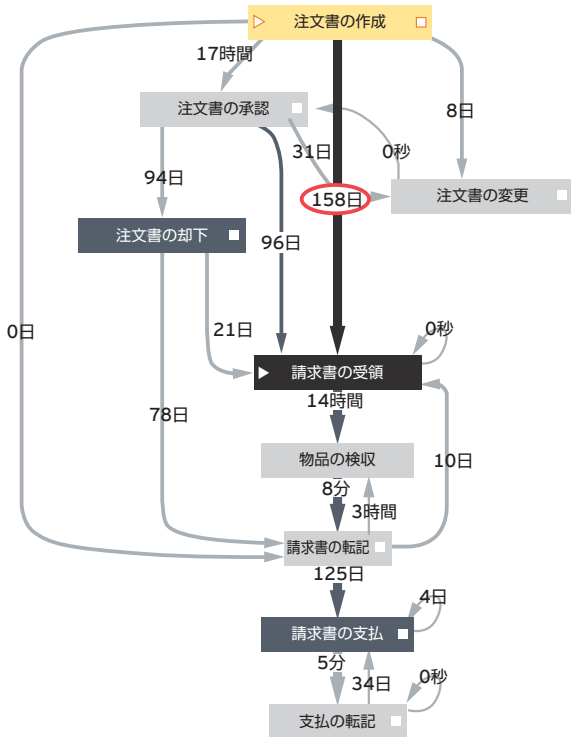 注文書の作成
17時間
8日
注文書の承認
31日
0秒
94日
158日
注文書の変更
注文書の却下
96日
0日
21日
0秒
請求書の受領
14時間
78日
物品の検収
10日
8分
3時間
請求書の転記
125日
4日
請求書の支払
5分
34日
0秒
支払の転記